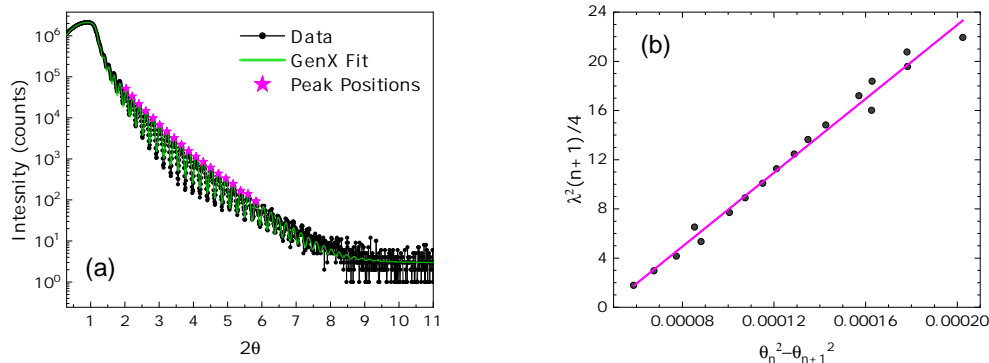 (a)
Intesnity (counts)
10⁶
10⁵
10⁴
10³
10²
10¹
10⁰
Data
GenX Fit
Peak Positions
1 2 3 4 5 6 7 8 9 10 11
2θ
(b)
λ²(n+1)/4
24
20
16
12
8
4
0
0.00008 0.00012 0.00016 0.00020
θₙ²−θₙ₊₁²